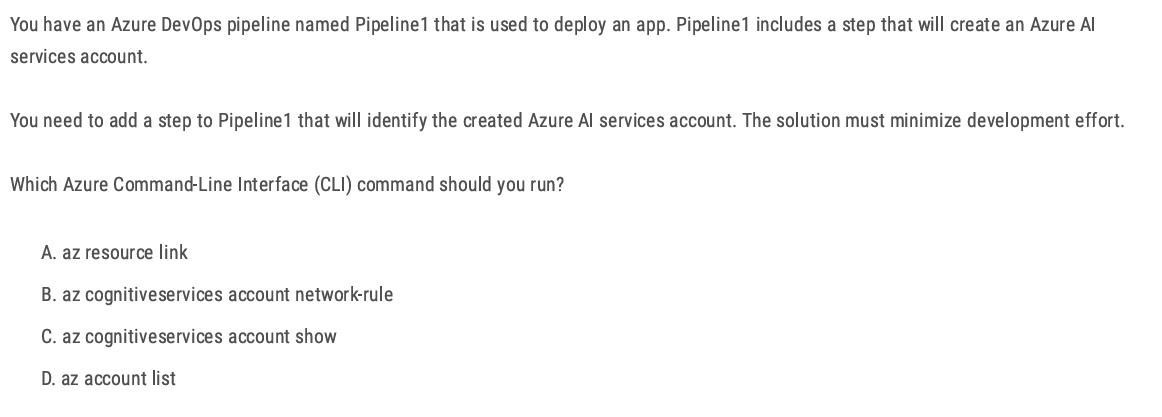 You have an Azure DevOps pipeline named Pipeline1 that is used to deploy an app. Pipeline1 includes a step that will create an Azure AI
services account.
You need to add a step to Pipeline1 that will identify the created Azure AI services account. The solution must minimize development effort.
Which Azure Command-Line Interface (CLI) command should you run?
A. az resource link
B. az cognitiveservices account network-rule
C. az cognitiveservices account show
D. az account list